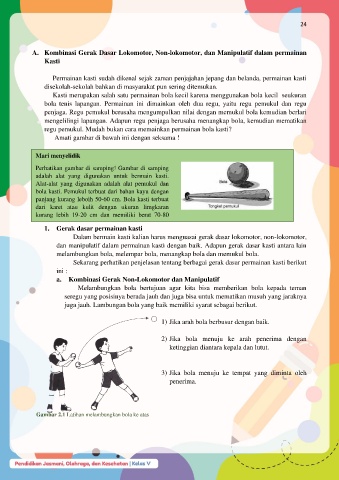 24
A. Kombinasi Gerak Dasar Lokomotor, Non-lokomotor, dan Manipulatif dalam permainan
Kasti
Permainan kasti sudah dikenal sejak zaman penjajahan jepang dan belanda, permainan kasti
disekolah-sekolah bahkan di masyarakat pun sering ditemukan.
Kasti merupakan salah satu permainan bola kecil karena menggunakan bola kecil seukuran
bola tenis lapangan. Permainan ini dimainkan oleh dua regu, yaitu regu pemukul dan regu
penjaga. Regu pemukul berusaha mengumpulkan nilai dengan memukul bola kemudian berlari
mengelilingi lapangan. Adapun regu penjaga berusaha menangkap bola, kemudian mematikan
regu pemukul. Mudah bukan cara memainkan permainan bola kasti?
Amati gambar di bawah ini dengan seksama !
Mari menyelidik
Perhatikan gambar di samping! Gambar di samping
adalah alat yang digunakan untuk bermain kasti.
Alat-alat yang digunakan adalah alat pemukul dan
bola kasti. Pemukul terbuat dari bahan kayu dengan
panjang kurang lebih 50-60 cm. Bola kasti terbuat
dari karet atau kulit dengan ukuran lingkaran
kurang lebih 19-20 cm dan memiliki berat 70-80
Bola
Tongkat pemukul
1. Gerak dasar permainan kasti
Dalam bermain kasti kalian harus menguasai gerak dasar lokomotor, non-lokomotor,
dan manipulatif dalam permainan kasti dengan baik. Adapun gerak dasar kasti antara lain
melambungkan bola, melempar bola, menangkap bola dan memukul bola.
Sekarang perhatikan penjelasan tentang berbagai gerak dasar permainan kasti berikut
ini :
a. Kombinasi Gerak Non-Lokomotor dan Manipulatif
Melambungkan bola bertujuan agar kita bisa memberikan bola kepada teman
seregu yang posisinya berada jauh dan juga bisa untuk mematikan musuh yang jaraknya
juga jauh. Lambungan bola yang baik memiliki syarat sebagai berikut.
1) Jika arah bola berbusur dengan baik.
2) Jika bola menuju ke arah penerima dengan
ketinggian diantara kepala dan lutut.
3) Jika bola menuju ke tempat yang diminta oleh
penerima.
Gambar 2.1 Latihan melambungkan bola ke atas
Pendidikan Jasmani, Olahraga, dan Kesehatan | Kelas V